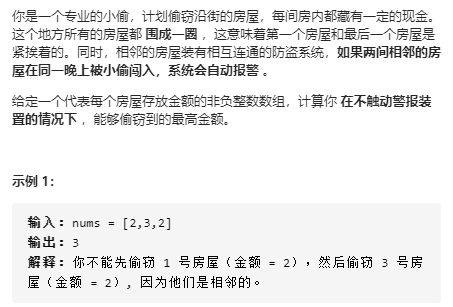 你是一个专业的小偷，计划偷窃沿街的房屋，每间房内都藏有一定的现金。
这个地方所有的房屋都 围成一圈 ，这意味着第一个房屋和最后一个房屋是
紧挨着的。同时，相邻的房屋装有相互连通的防盗系统，如果两间相邻的房
屋在同一晚上被小偷闯入，系统会自动报警 。
给定一个代表每个房屋存放金额的非负整数数组，计算你 在不触动警报装
置的情况下 ，能够偷窃到的最高金额。
示例 1：
输入：nums = [2,3,2]
输出：3
解释：你不能先偷窃 1 号房屋（金额 = 2），然后偷窃 3 号房
屋（金额 = 2）, 因为他们是相邻的。